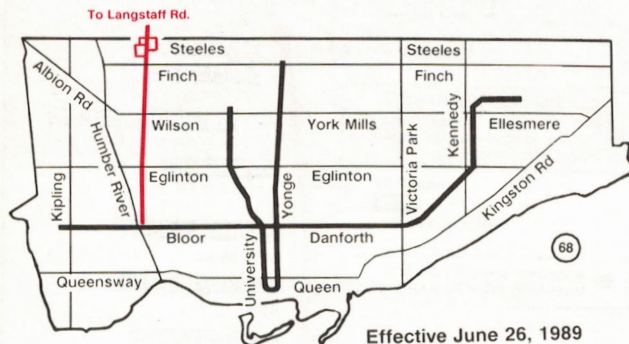 To Langstaff Rd.
Steeles Steeles
Finch Finch
Albion Rd
Wilson York Mills Ellesmere
Kennedy
Humber River
Victoria Park
Eglinton Eglinton
Kingston Rd
Kipling
Yonge
Bloor Danforth
University
68
Queensway Queen
Effective June 26, 1989